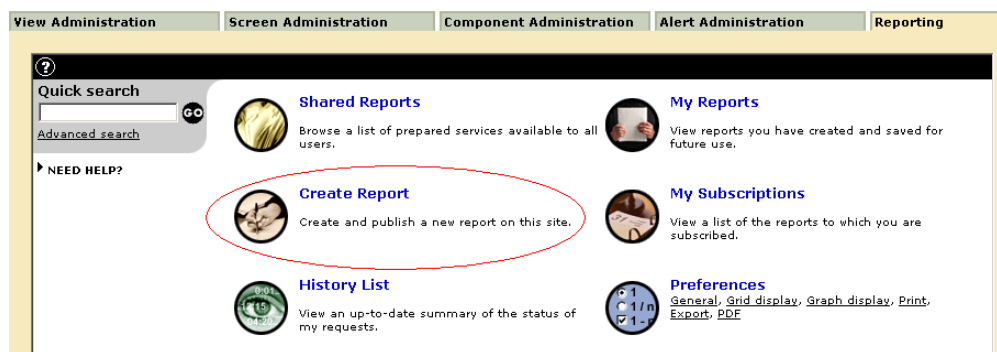 View Administration
Screen Administration
Component Administration
Alert Administration
Reporting
?
Quick search
GO
Advanced search
NEED HELP?
Shared Reports
Browse a list of prepared services available to all
users.
My Reports
View reports you have created and saved for
future use.
Create Report
Create and publish a new report on this site.
My Subscriptions
View a list of the reports to which you are
subscribed.
History List
View an up-to-date summary of the status of
my requests.
Preferences
General, Grid display, Graph display, Print,
Export, PDF
31
1
1/n